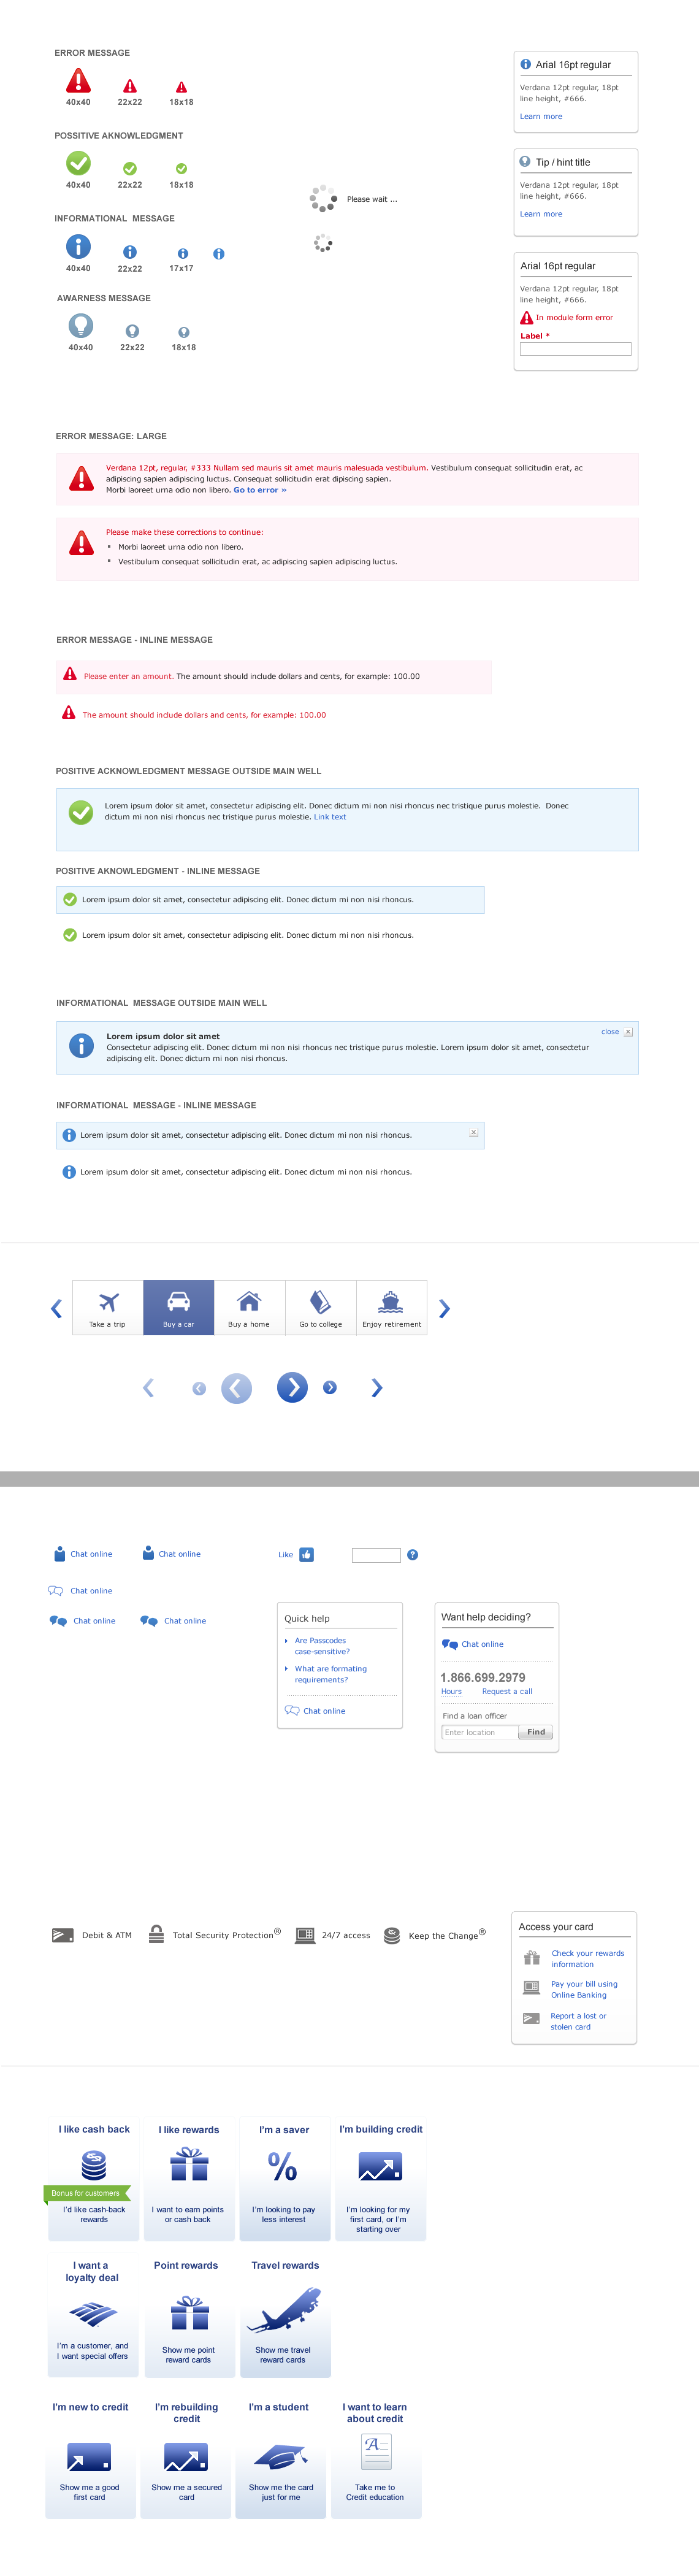 ERROR MESSAGE
40x40 22x22 18x18
POSSITIVE AKNOWLEDGMENT
40x40 22x22 18x18
INFORMATIONAL MESSAGE
40x40 22x22 17x17
AWARNESS MESSAGE
40x40 22x22 18x18
Please wait ...
Arial 16pt regular
Verdana 12pt regular, 18pt
line height, #666.
Learn more
Tip / hint title
Verdana 12pt regular, 18pt
line height, #666.
Learn more
Arial 16pt regular
Verdana 12pt regular, 18pt
line height, #666.
In module form error
Label *
ERROR MESSAGE: LARGE
Verdana 12pt, regular, #333 Nullam sed mauris sit amet mauris malesuada vestibulum. Vestibulum consequat sollicitudin erat, ac
adipiscing sapien adipiscing luctus. Consequat sollicitudin erat dipiscing sapien.
Morbi laoreet urna odio non libero. Go to error »
Please make these corrections to continue:
• Morbi laoreet urna odio non libero.
• Vestibulum consequat sollicitudin erat, ac adipiscing sapien adipiscing luctus.
ERROR MESSAGE - INLINE MESSAGE
Please enter an amount. The amount should include dollars and cents, for example: 100.00
The amount should include dollars and cents, for example: 100.00
POSITIVE ACKNOWLEDGMENT MESSAGE OUTSIDE MAIN WELL
Lorem ipsum dolor sit amet, consectetur adipiscing elit. Donec dictum mi non nisi rhoncus nec tristique purus molestie. Donec
dictum mi non nisi rhoncus nec tristique purus molestie. Link text
POSITIVE AKNOWLEDGMENT - INLINE MESSAGE
Lorem ipsum dolor sit amet, consectetur adipiscing elit. Donec dictum mi non nisi rhoncus.
Lorem ipsum dolor sit amet, consectetur adipiscing elit. Donec dictum mi non nisi rhoncus.
INFORMATIONAL MESSAGE OUTSIDE MAIN WELL
close
Lorem ipsum dolor sit amet
Consectetur adipiscing elit. Donec dictum mi non nisi rhoncus nec tristique purus molestie. Lorem ipsum dolor sit amet, consectetur
adipiscing elit. Donec dictum mi non nisi rhoncus.
INFORMATIONAL MESSAGE - INLINE MESSAGE
Lorem ipsum dolor sit amet, consectetur adipiscing elit. Donec dictum mi non nisi rhoncus.
Lorem ipsum dolor sit amet, consectetur adipiscing elit. Donec dictum mi non nisi rhoncus.
Take a trip Buy a car Buy a home Go to college Enjoy retirement
Chat online Chat online Like ?
Chat online
Chat online Chat online
Quick help
Are Passcodes
case-sensitive?
What are formating
requirements?
Chat online
Want help deciding?
Chat online
1.866.699.2979
Hours Request a call
Find a loan officer
Enter location Find
Debit & ATM Total Security Protection® 24/7 access Keep the Change®
Access your card
Check your rewards
information
Pay your bill using
Online Banking
Report a lost or
stolen card
I like cash back
Bonus for customers
I'd like cash-back
rewards
I like rewards
I want to earn points
or cash back
I'm a saver
%
I'm looking to pay
less interest
I'm building credit
I'm looking for my
first card, or I'm
starting over
I want a
loyalty deal
I'm a customer, and
I want special offers
Point rewards
Show me point
reward cards
Travel rewards
Show me travel
reward cards
I'm new to credit
Show me a good
first card
I'm rebuilding
credit
Show me a secured
card
I'm a student
Show me the card
just for me
I want to learn
about credit
A
Take me to
Credit education